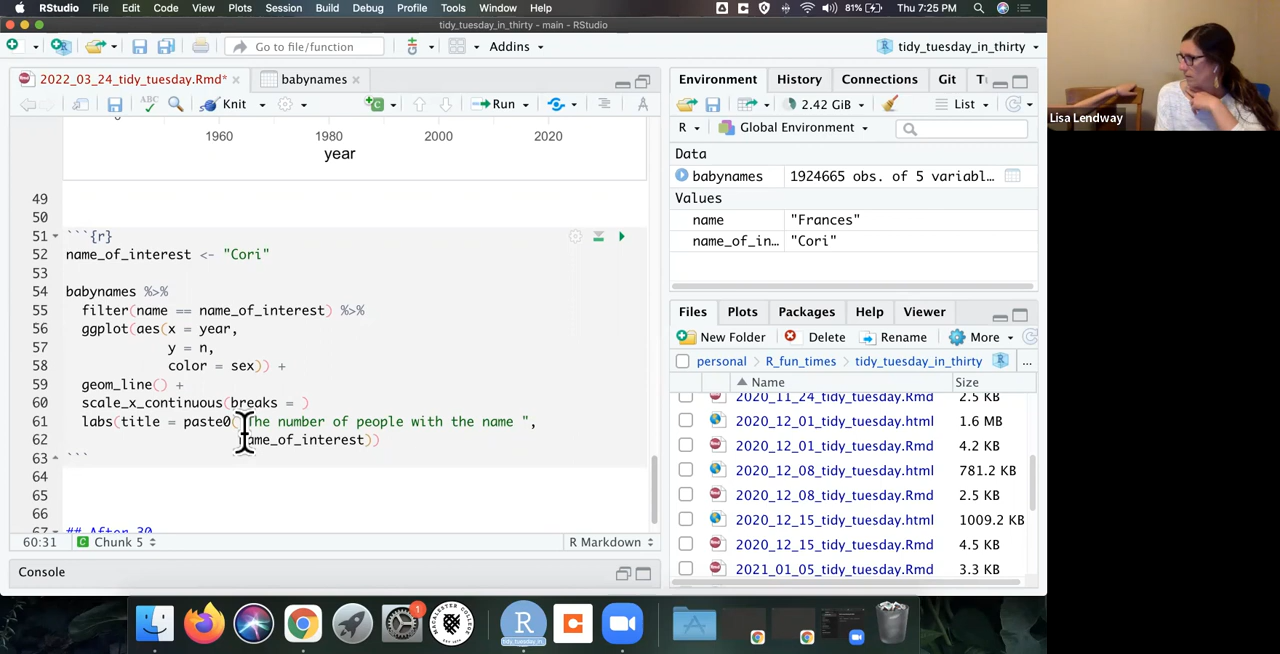 RStudio File Edit Code View Plots Session Build Debug Profile Tools Window Help 81% Thu 7:25 PM
tidy_tuesday_in_thirty - main - RStudio
Go to file/function Addins tidy_tuesday_in_thirty
2022_03_24_tidy_tuesday.Rmd* babynames
Knit Run
1960 1980 2000 2020
year
49
50
51 ```{r}
52 name_of_interest <- "Cori"
53
54 babynames %>%
55 filter(name == name_of_interest) %>%
56 ggplot(aes(x = year,
57 y = n,
58 color = sex)) +
59 geom_line() +
60 scale_x_continuous(breaks = )
61 labs(title = paste0("The number of people with the name ",
62 name_of_interest))
63 ```
64
65
66
67 ## After 30
60:31 Chunk 5 R Markdown
Console
Environment History Connections Git
2.42 GiB List
R Global Environment
Data
babynames 1924665 obs. of 5 variabl…
Values
name "Frances"
name_of_in… "Cori"
Files Plots Packages Help Viewer
New Folder Delete Rename More
personal R_fun_times tidy_tuesday_in_thirty ...
Name Size
2020_11_24_tidy_tuesday.Rmd 2.5 KB
2020_12_01_tidy_tuesday.html 1.6 MB
2020_12_01_tidy_tuesday.Rmd 4.2 KB
2020_12_08_tidy_tuesday.html 781.2 KB
2020_12_08_tidy_tuesday.Rmd 2.5 KB
2020_12_15_tidy_tuesday.html 1009.2 KB
2020_12_15_tidy_tuesday.Rmd 4.5 KB
2021_01_05_tidy_tuesday.Rmd 3.3 KB
Lisa Lendway
1